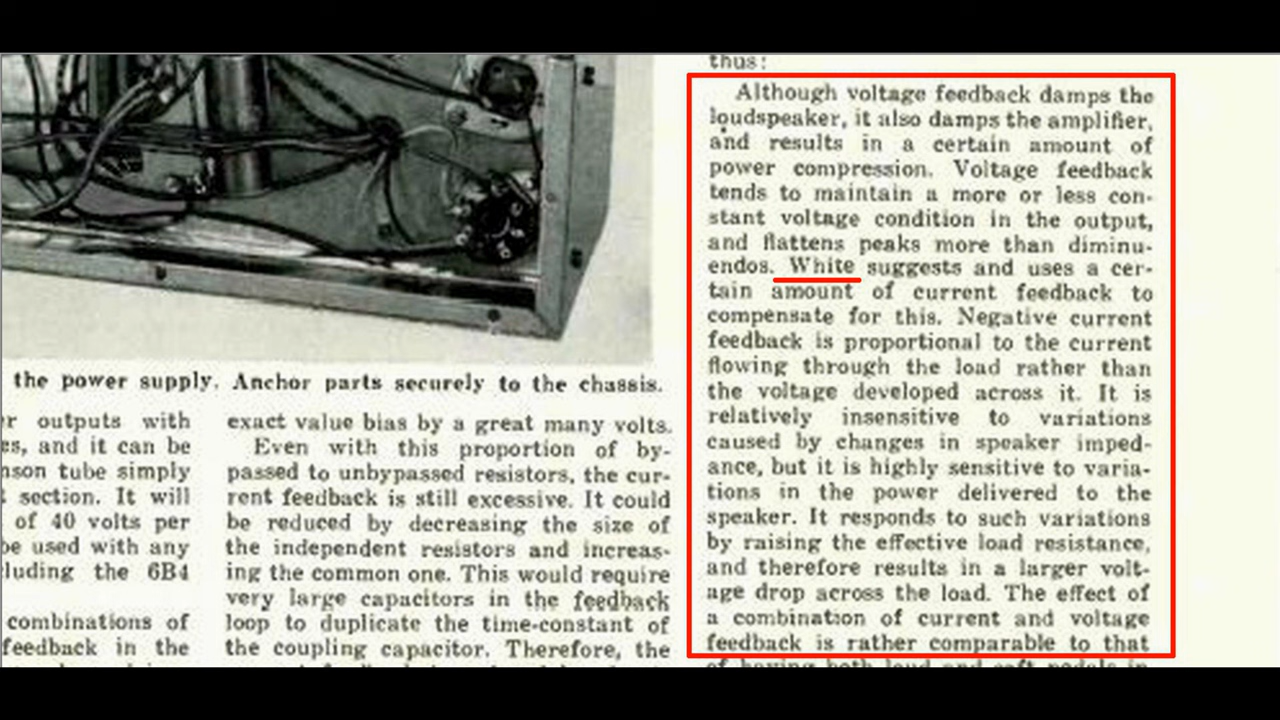 the power supply. Anchor parts securely to the chassis.
outputs with
and it can be
tube simply
section. It will
of 40 volts per
used with any
the 6B4
combinations of
feedback in the
exact value bias by a great many volts.
Even with this proportion of by-
passed to unbypassed resistors, the cur-
rent feedback is still excessive. It could
be reduced by decreasing the size of
the independent resistors and increas-
ing the common one. This would require
very large capacitors in the feedback
loop to duplicate the time-constant of
the coupling capacitor. Therefore, the
thus:
Although voltage feedback damps the
loudspeaker, it also damps the amplifier,
and results in a certain amount of
power compression. Voltage feedback
tends to maintain a more or less con-
stant voltage condition in the output,
and flattens peaks more than diminu-
endos. White suggests and uses a cer-
tain amount of current feedback to
compensate for this. Negative current
feedback is proportional to the current
flowing through the load rather than
the voltage developed across it. It is
relatively insensitive to variations
caused by changes in speaker imped-
ance, but it is highly sensitive to varia-
tions in the power delivered to the
speaker. It responds to such variations
by raising the effective load resistance,
and therefore results in a larger volt-
age drop across the load. The effect of
a combination of current and voltage
feedback is rather comparable to that
of having both loud and soft pedals in